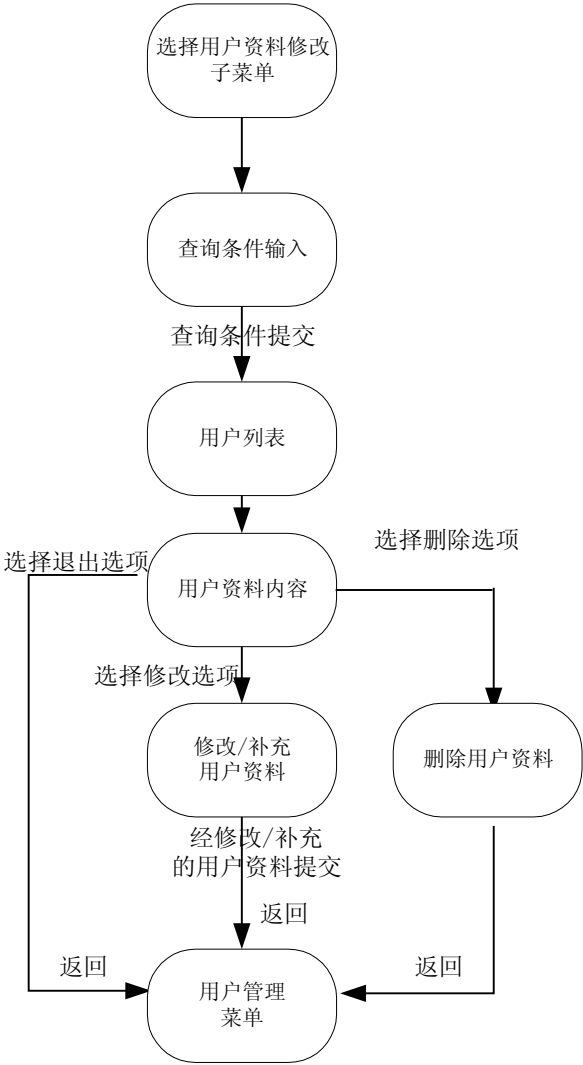 选择用户资料修改
子菜单
查询条件输入
查询条件提交
用户列表
选择删除选项
选择退出选项
用户资料内容
选择修改选项
修改/补充
用户资料
删除用户资料
经修改/补充
的用户资料提交
返回
返回
返回
用户管理
菜单